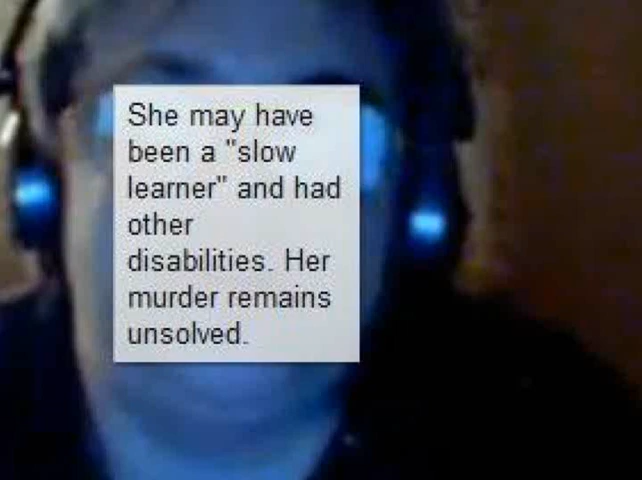 She may have
been a "slow
learner" and had
other
disabilities. Her
murder remains
unsolved.